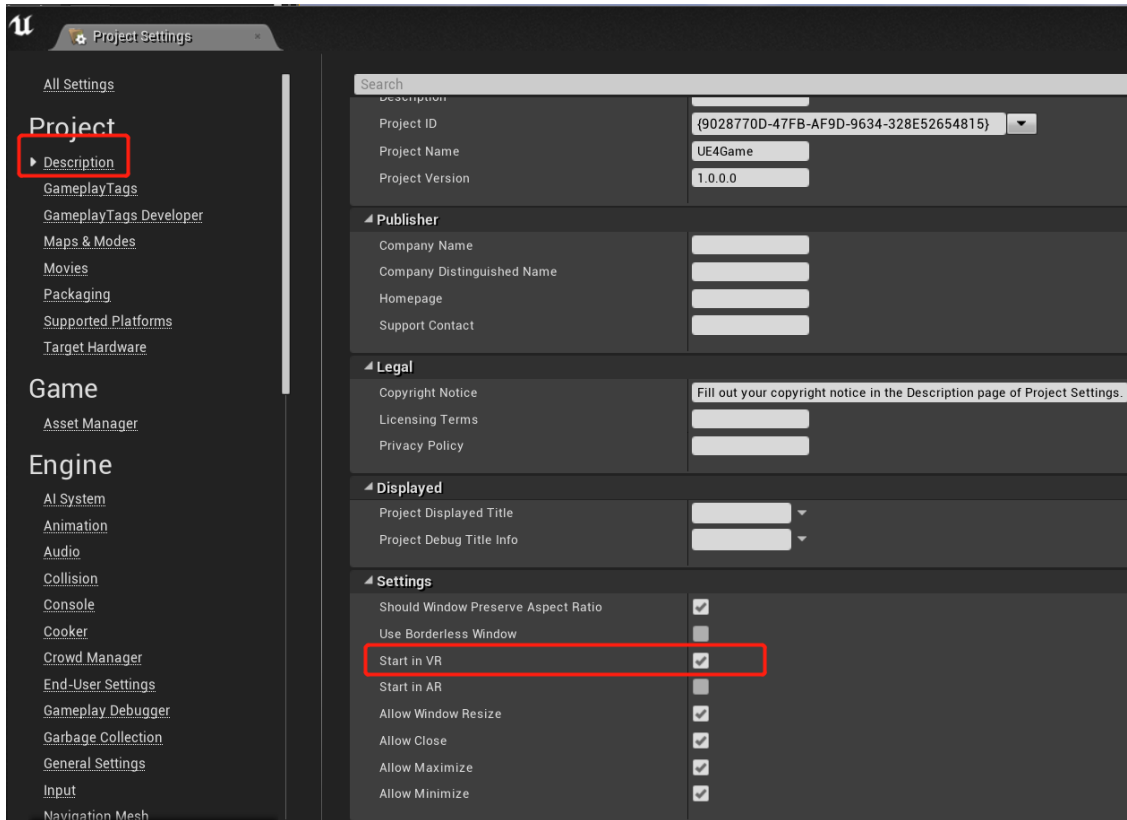 Project Settings
All Settings
Project
Description
GameplayTags
GameplayTags Developer
Maps & Modes
Movies
Packaging
Supported Platforms
Target Hardware
Game
Asset Manager
Engine
AI System
Animation
Audio
Collision
Console
Cooker
Crowd Manager
End-User Settings
Gameplay Debugger
Garbage Collection
General Settings
Input
Navigation Mesh
Search
Description
Project ID
{9028770D-47FB-AF9D-9634-328E52654815}
Project Name
UE4Game
Project Version
1.0.0.0
Publisher
Company Name
Company Distinguished Name
Homepage
Support Contact
Legal
Copyright Notice
Fill out your copyright notice in the Description page of Project Settings.
Licensing Terms
Privacy Policy
Displayed
Project Displayed Title
Project Debug Title Info
Settings
Should Window Preserve Aspect Ratio
Use Borderless Window
Start in VR
Start in AR
Allow Window Resize
Allow Close
Allow Maximize
Allow Minimize